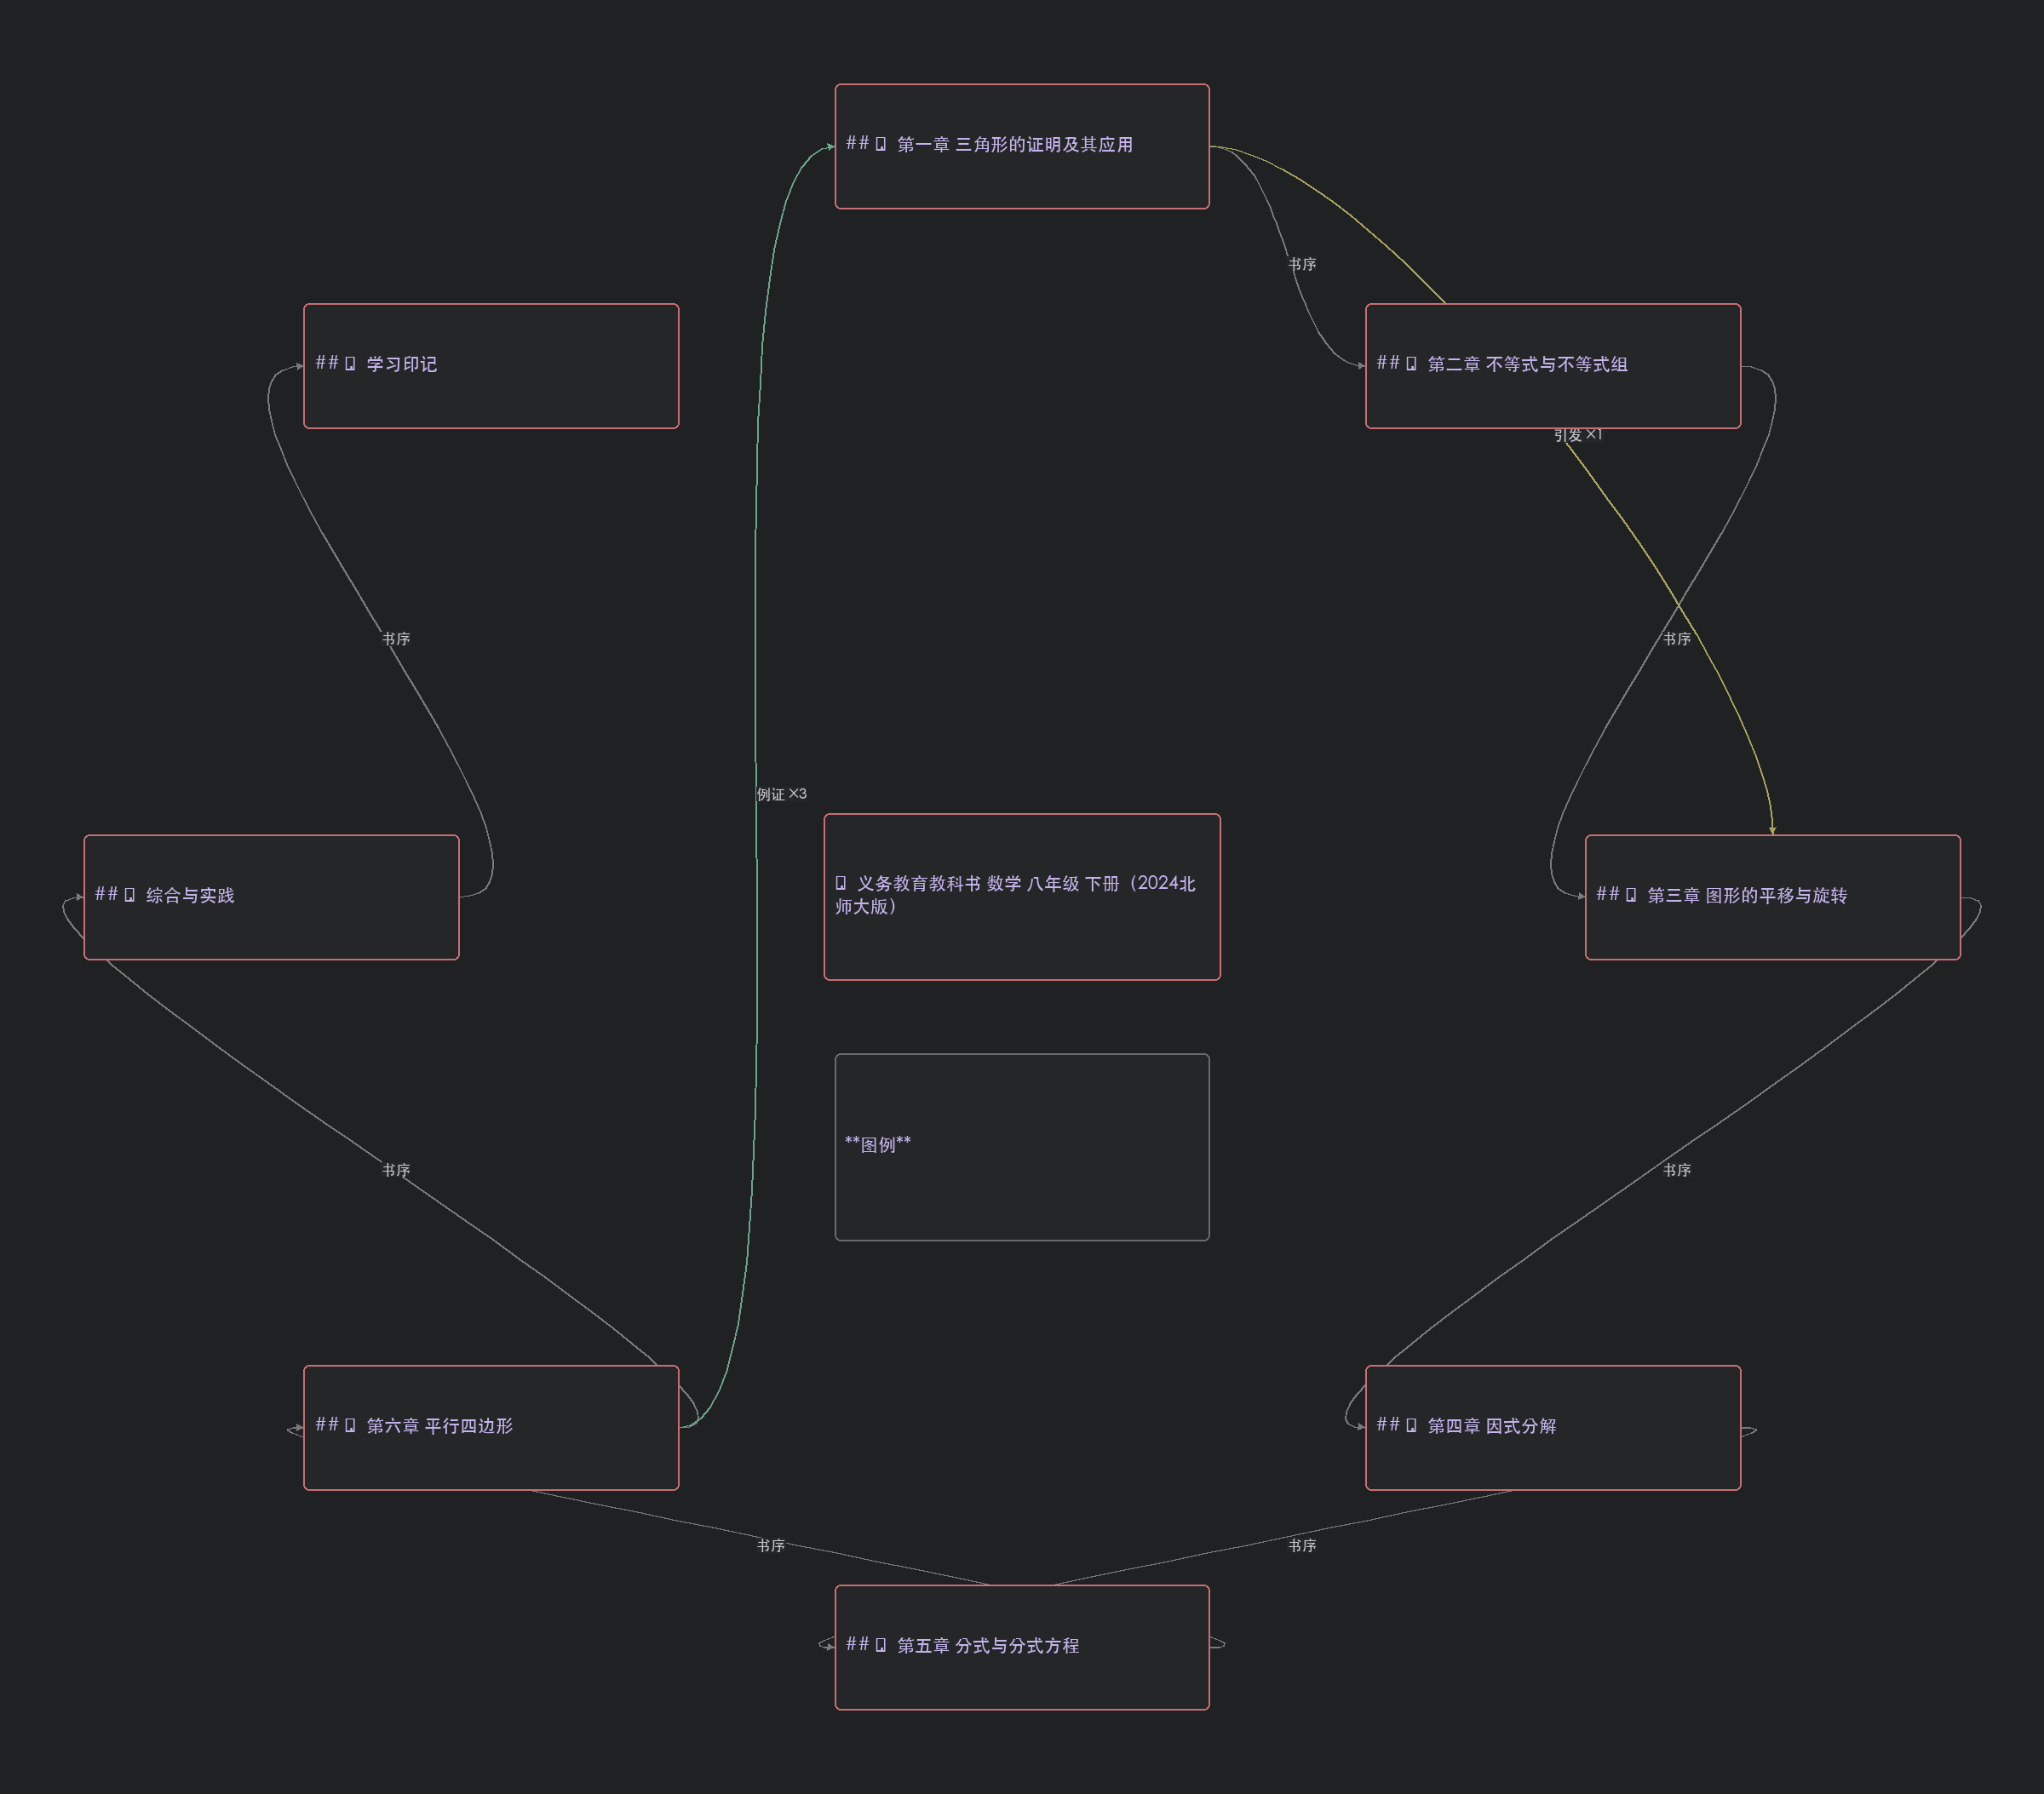 ## 第一章 三角形的证明及其应用
书序
## 学习印记
## 第二章 不等式与不等式组
引发 ×1
书序
书序
例证 ×3
义务教育教科书 数学 八年级 下册（2024北
师大版）
## 综合与实践
## 第三章 图形的平移与旋转
**图例**
书序
书序
## 第六章 平行四边形
## 第四章 因式分解
书序
书序
## 第五章 分式与分式方程